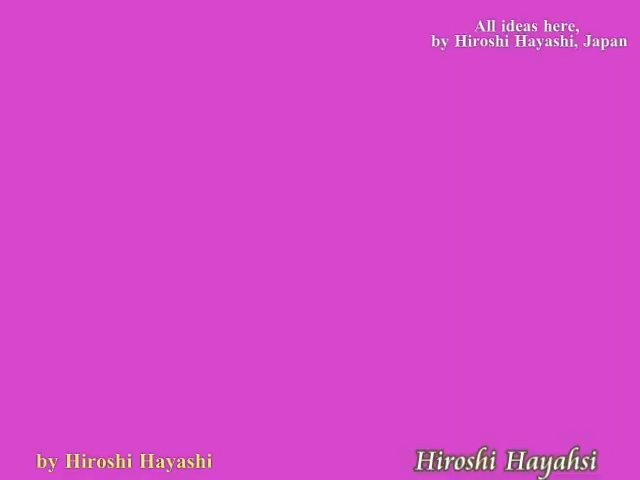 All ideas here,
by Hiroshi Hayashi, Japan
by Hiroshi Hayashi
Hiroshi Hayahsi